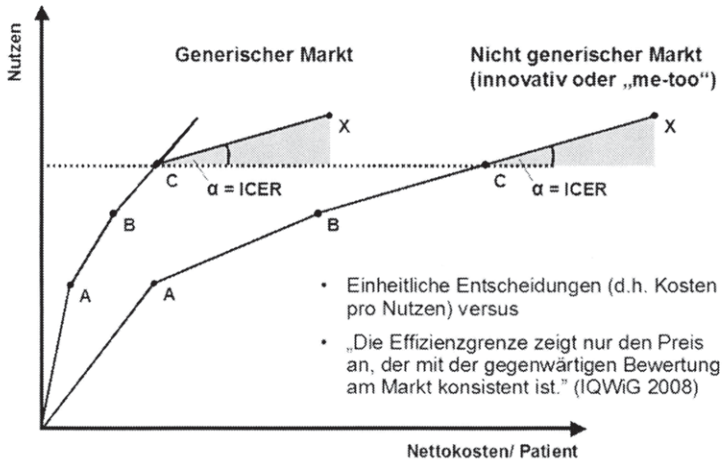 Nutzen
Generischer Markt
Nicht generischer Markt
(innovativ oder „me-too“)
X
X
C
α = ICER
C
α = ICER
B
B
A
A
• Einheitliche Entscheidungen (d.h. Kosten
pro Nutzen) versus
• „Die Effizienzgrenze zeigt nur den Preis
an, der mit der gegenwärtigen Bewertung
am Markt konsistent ist.” (IQWiG 2008)
Nettokosten/ Patient